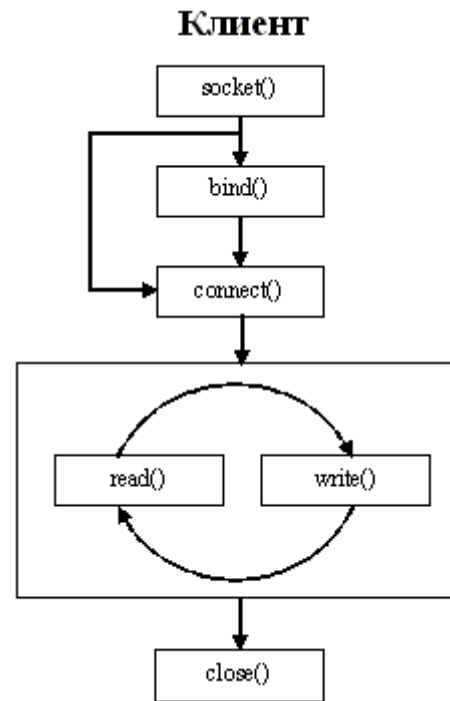 Клиент
socket()
bind()
connect()
read()
write()
close()